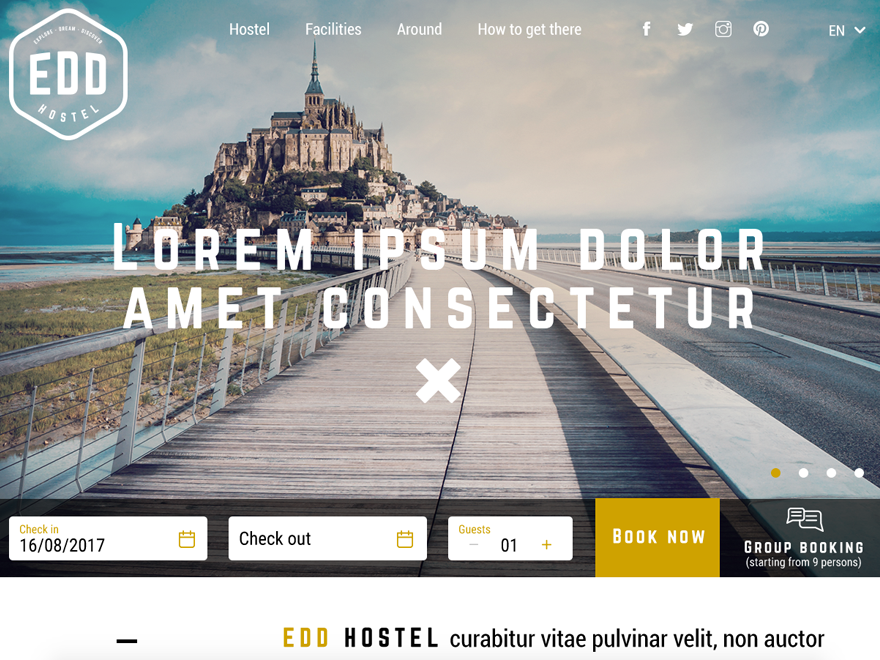 EXPLORE · DREAM · DISCOVER
EDD
HOSTEL
Hostel Facilities Around How to get there
EN
LOREM IPSUM DOLOR
AMET CONSECTETUR
Check in
16/08/2017
Check out
Guests
− 01 +
BOOK NOW
GROUP BOOKING
(starting from 9 persons)
EDD HOSTEL curabitur vitae pulvinar velit, non auctor